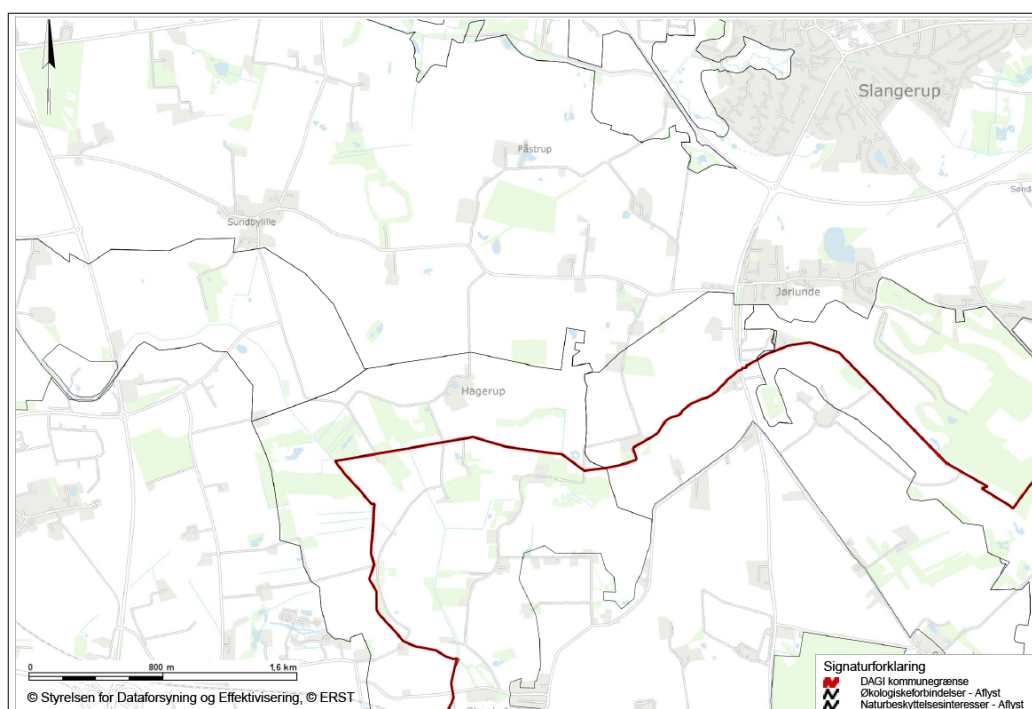 Slangerup
Påstrup
Sundbylille
Jørlunde
Hagerup
0
800 m
1,6 km
© Styrelsen for Dataforsyning og Effektivisering, © ERST
Signaturforklaring
DAGI kommunegrænse
Økologiskeforbindelser - Aflyst
Naturbeskyttelsesinteresser - Aflyst